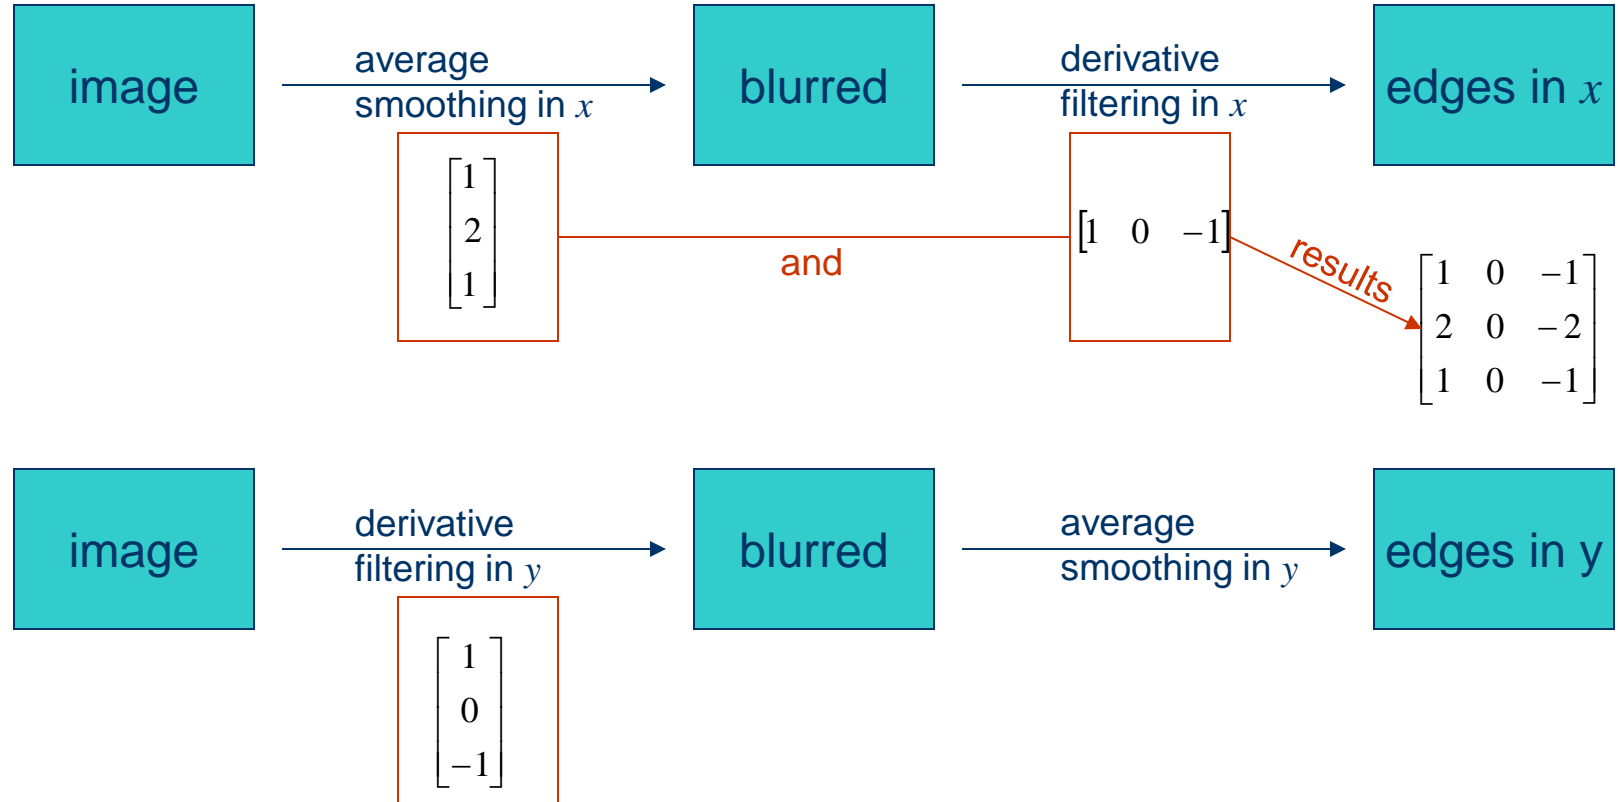 image
average
smoothing in x
blurred
derivative
filtering in x
edges in x
[1
2
1]
and
[1 0 −1]
results
[1 0 −1
2 0 −2
1 0 −1]
image
derivative
filtering in y
blurred
average
smoothing in y
edges in y
[1
0
−1]